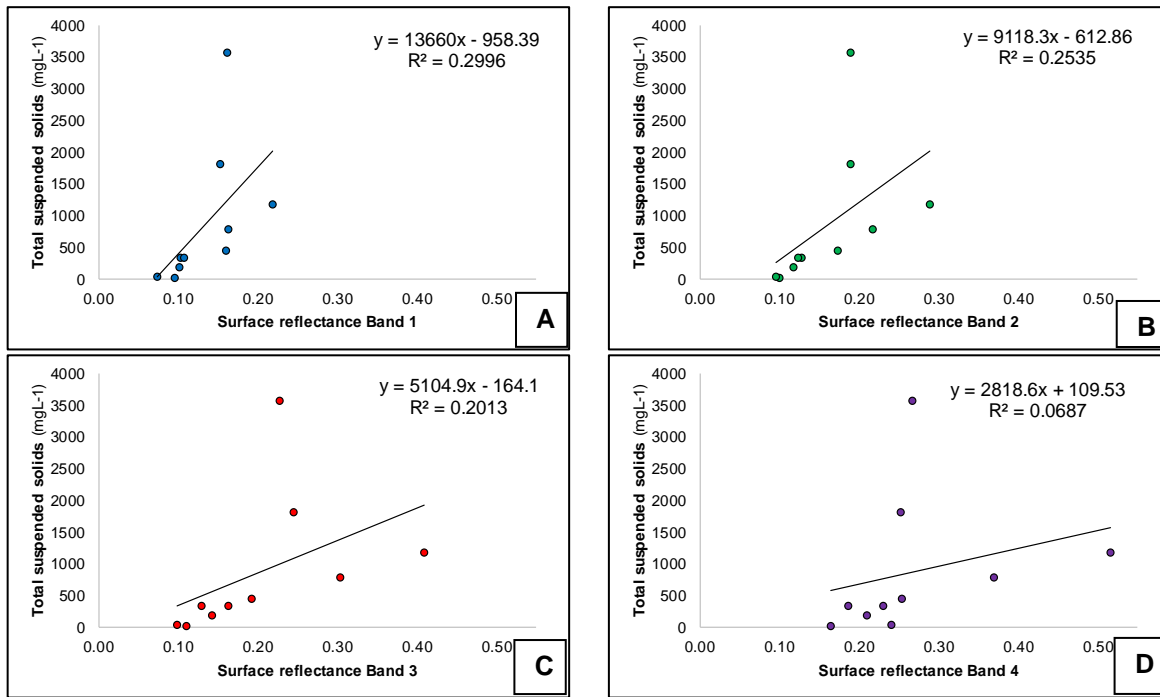 4000
3500
3000
2500
2000
1500
1000
500
0
Total suspended solids (mgL-1)
y = 13660x - 958.39
R² = 0.2996
0.00 0.10 0.20 0.30 0.40 0.50
Surface reflectance Band 1
A
4000
3500
3000
2500
2000
1500
1000
500
0
Total suspended solids (mgL-1)
y = 9118.3x - 612.86
R² = 0.2535
0.00 0.10 0.20 0.30 0.40 0.50
Surface reflectance Band 2
B
4000
3500
3000
2500
2000
1500
1000
500
0
Total suspended solids (mgL-1)
y = 5104.9x - 164.1
R² = 0.2013
0.00 0.10 0.20 0.30 0.40 0.50
Surface reflectance Band 3
C
4000
3500
3000
2500
2000
1500
1000
500
0
Total suspended solids (mgL-1)
y = 2818.6x + 109.53
R² = 0.0687
0.00 0.10 0.20 0.30 0.40 0.50
Surface reflectance Band 4
D